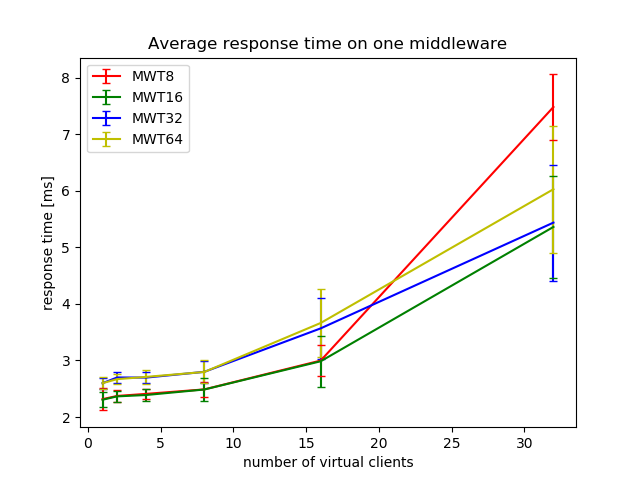 Average response time on one middleware
MWT8
MWT16
MWT32
MWT64
response time [ms]
8
7
6
5
4
3
2
0 5 10 15 20 25 30
number of virtual clients